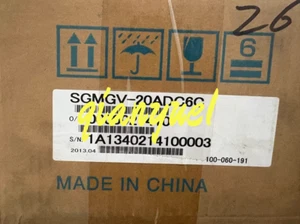 26
6
SGMGV-20ADC6C
O/
S/N 1A1340214100003
2013.04
100-060-191
MADE IN CHINA